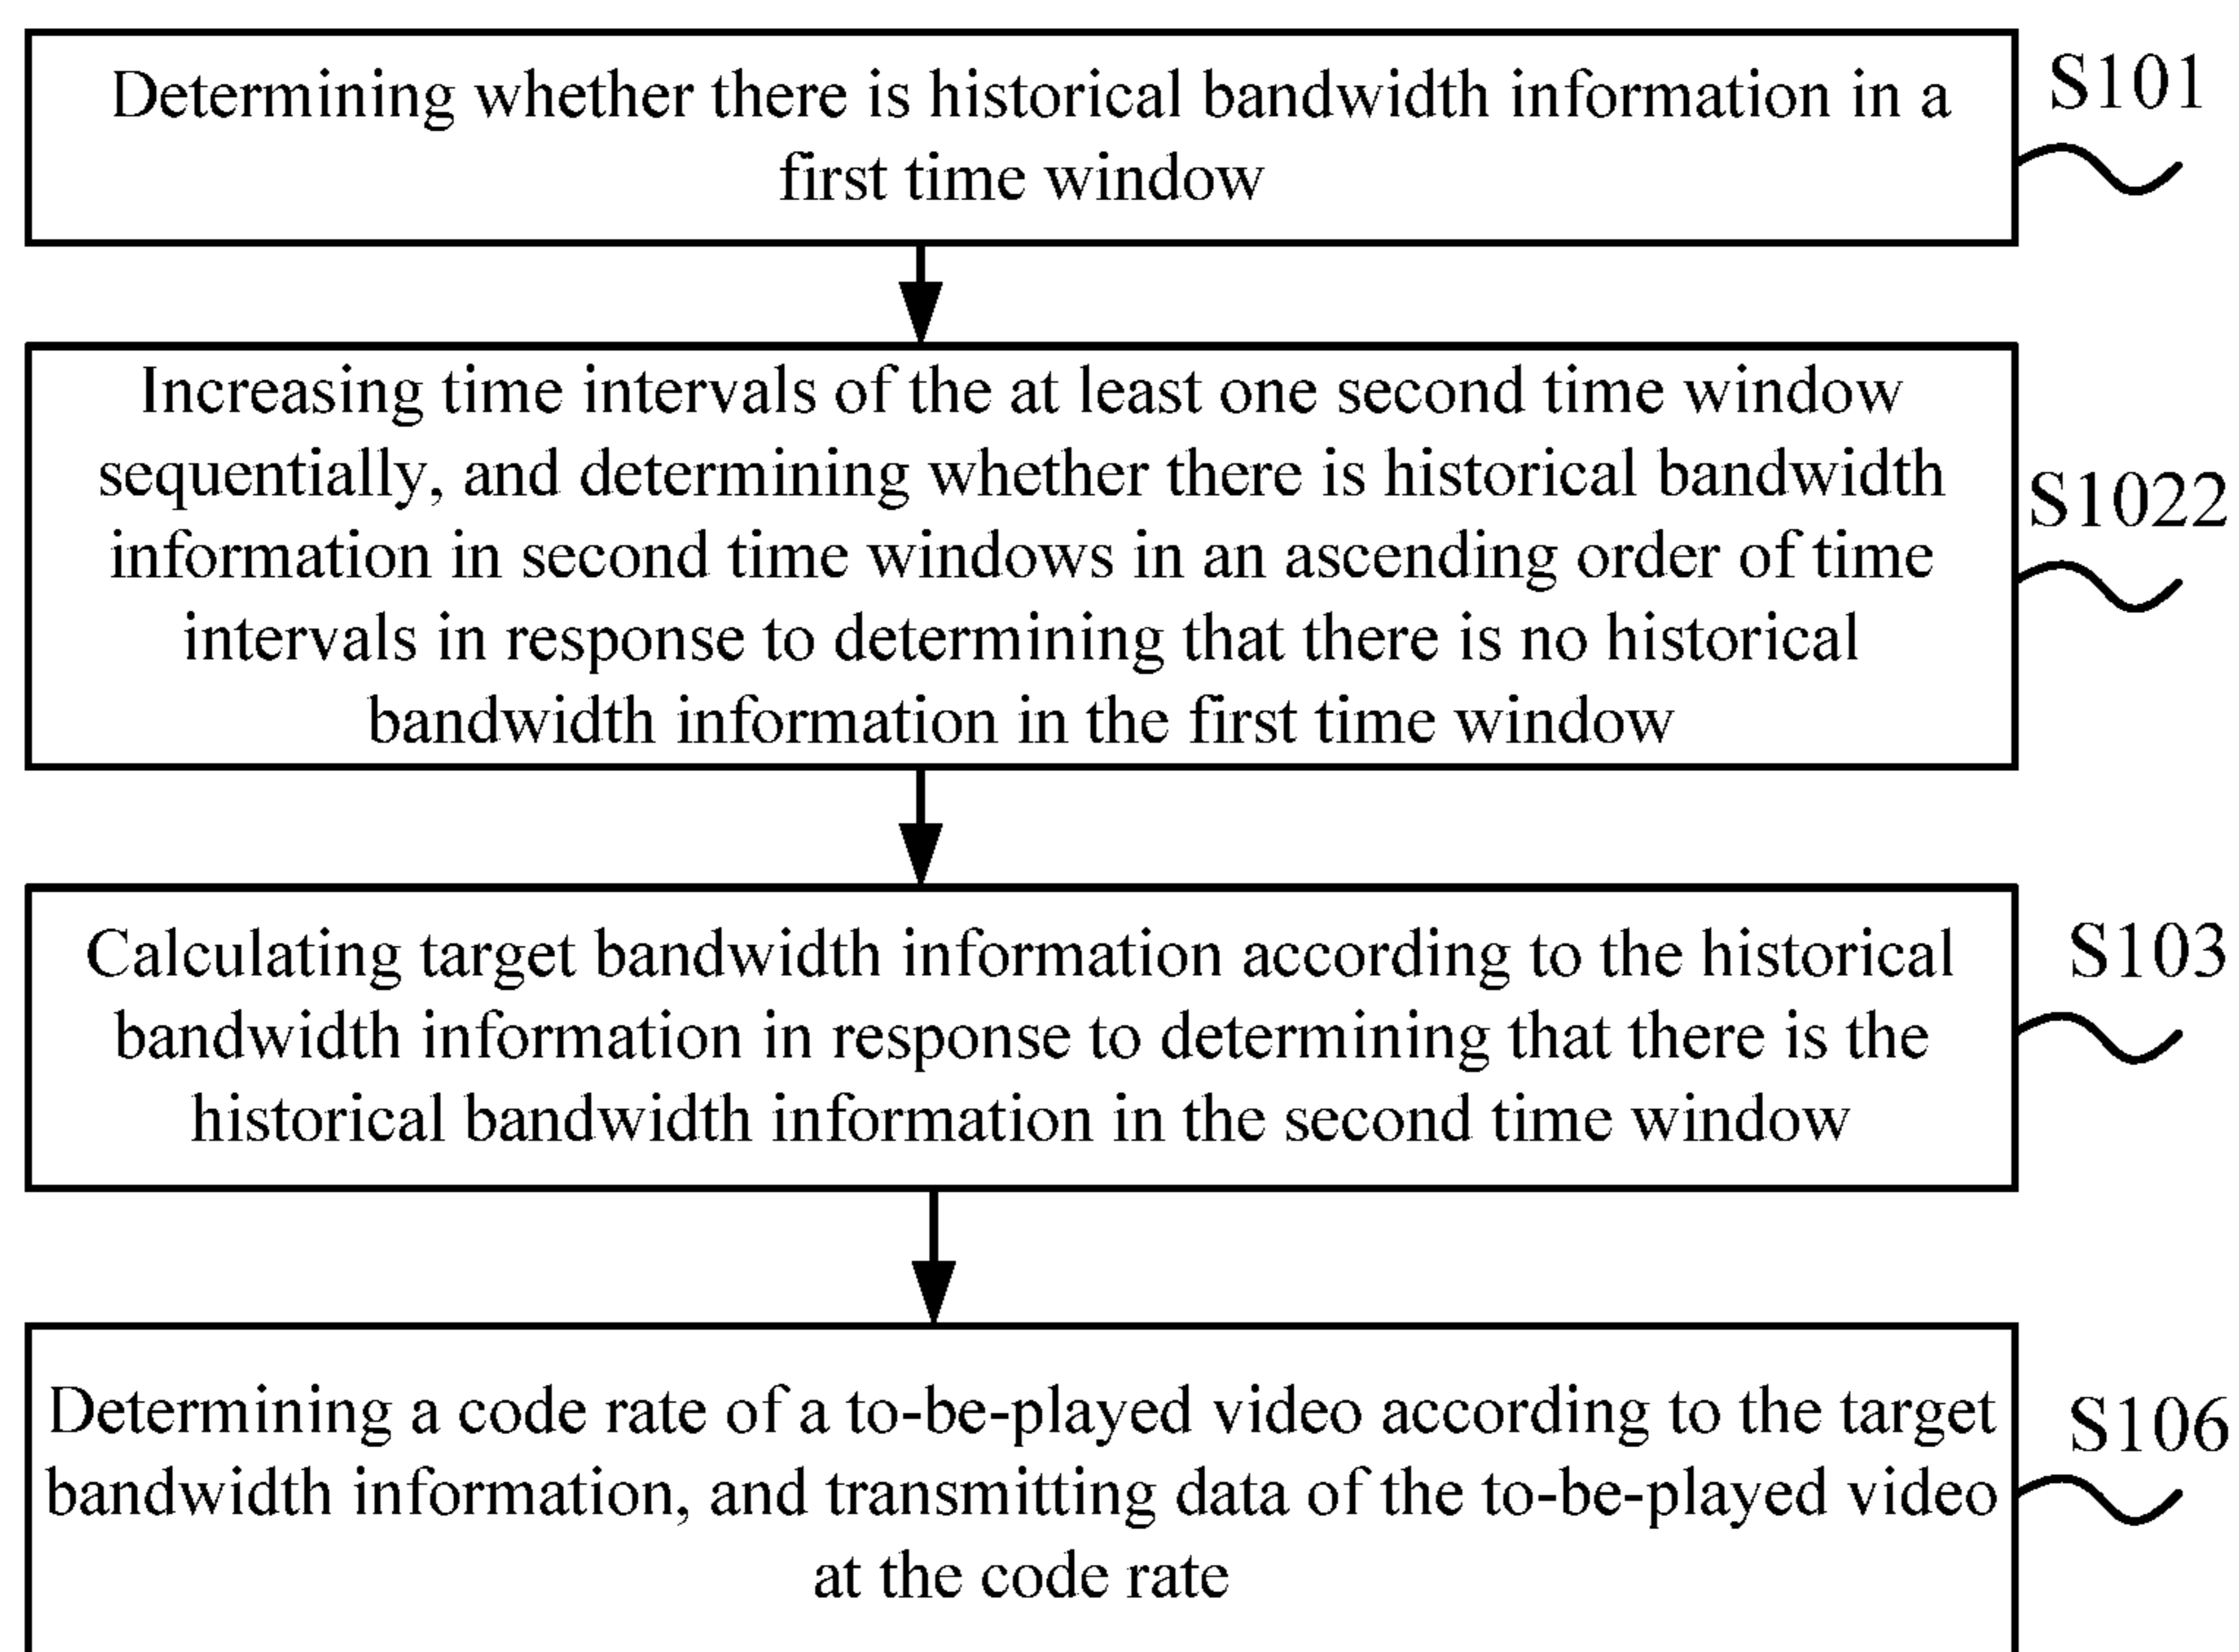 Determining whether there is historical bandwidth information in a
first time window
S101
Increasing time intervals of the at least one second time window
sequentially, and determining whether there is historical bandwidth
information in second time windows in an ascending order of time
intervals in response to determining that there is no historical
bandwidth information in the first time window
S1022
Calculating target bandwidth information according to the historical
bandwidth information in response to determining that there is the
historical bandwidth information in the second time window
S103
Determining a code rate of a to-be-played video according to the target
bandwidth information, and transmitting data of the to-be-played video
at the code rate
S106